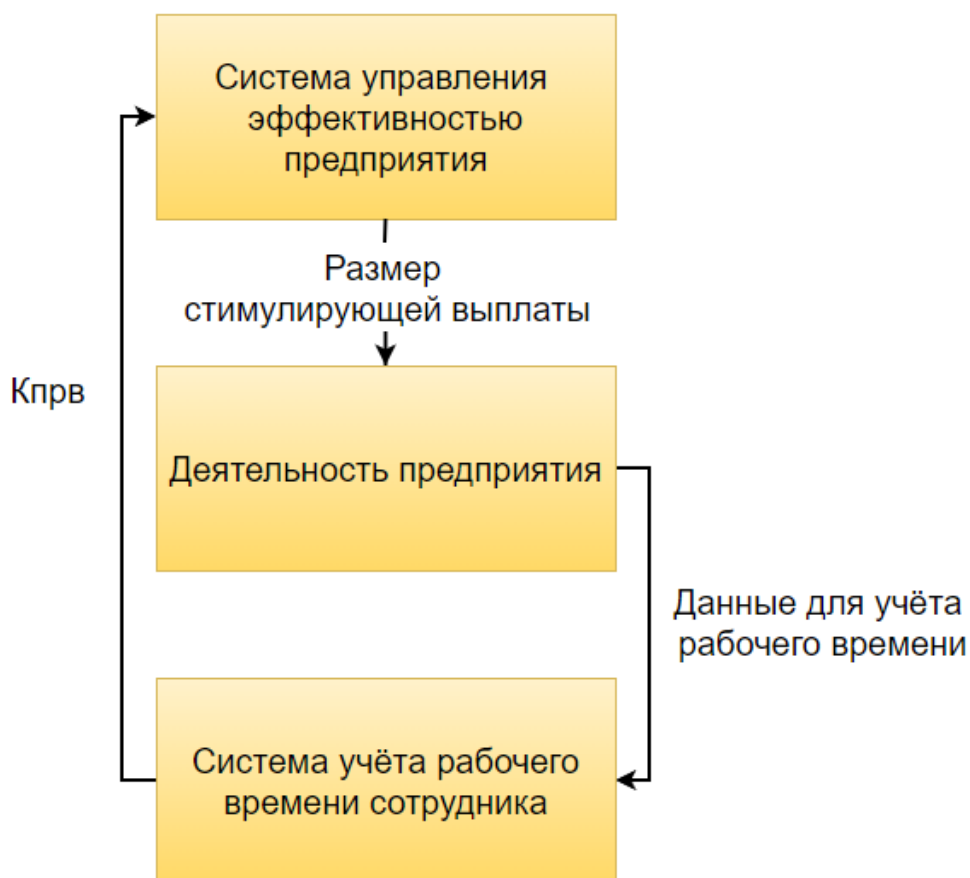 Система управления
эффективностью
предприятия
Размер
стимулирующей выплаты
Кпрв
Деятельность предприятия
Данные для учёта
рабочего времени
Система учёта рабочего
времени сотрудника